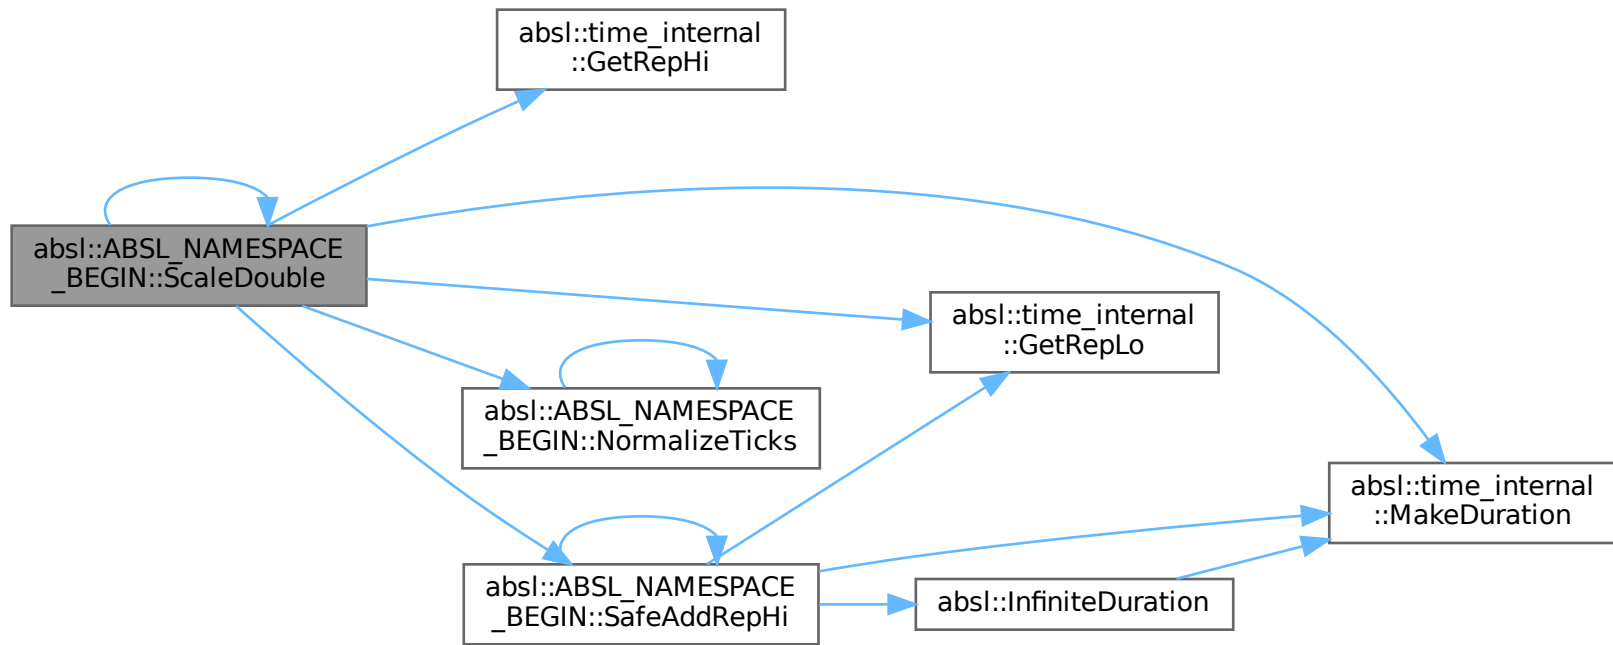 absl::time_internal
::GetRepHi
absl::ABSL_NAMESPACE
_BEGIN::ScaleDouble
absl::time_internal
::GetRepLo
absl::ABSL_NAMESPACE
_BEGIN::NormalizeTicks
absl::time_internal
::MakeDuration
absl::ABSL_NAMESPACE
_BEGIN::SafeAddRepHi
absl::InfiniteDuration